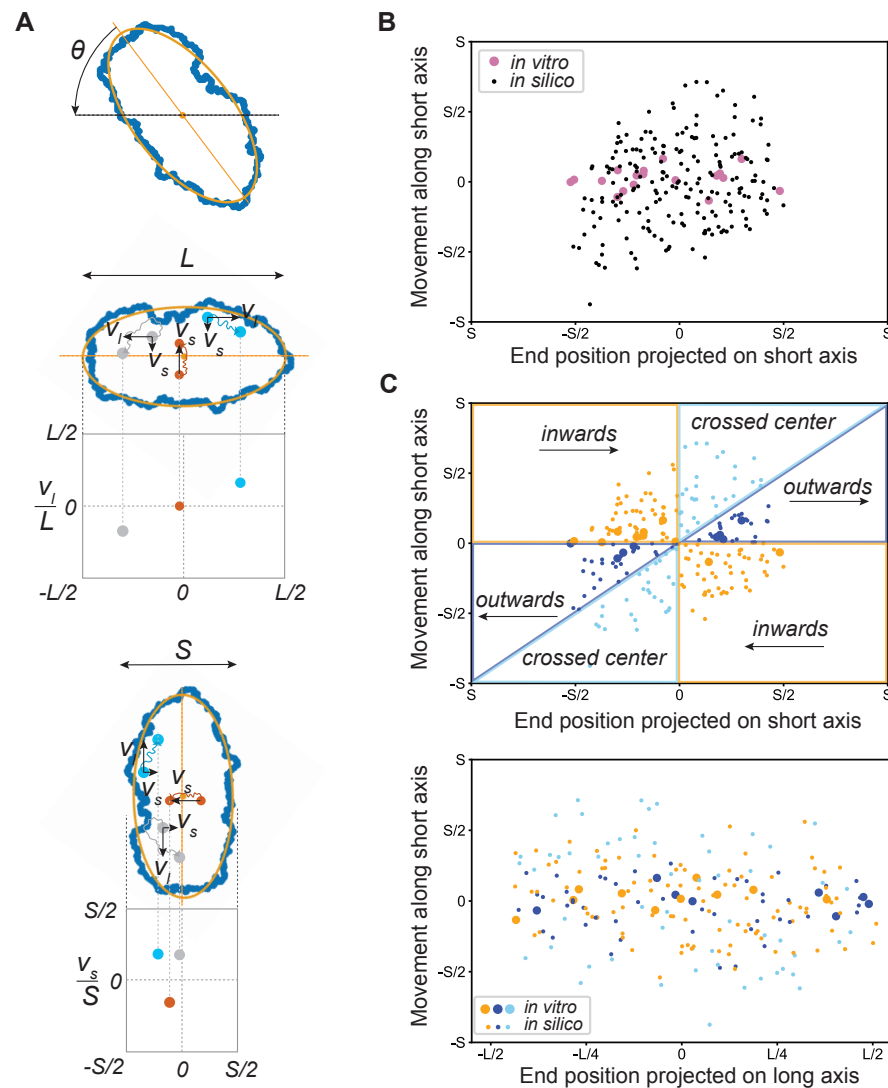 A
θ
L
V_l
V_s
V_s
V_l
V_s
L/2
V_l/L
0
-L/2
0
L/2
S
V
V_s
V_s
V_s
V_l
S/2
V_s/S
0
-S/2
0
S/2
B
Movement along short axis
S
S/2
0
-S/2
-S
in vitro
in silico
S
-S/2
0
S/2
S
End position projected on short axis
C
Movement along short axis
S
S/2
0
-S/2
-S
inwards
crossed center
outwards
outwards
inwards
crossed center
S
-S/2
0
S/2
S
End position projected on short axis
Movement along short axis
S
S/2
0
-S/2
-S
in vitro
in silico
-L/2
-L/4
0
L/4
L/2
End position projected on long axis